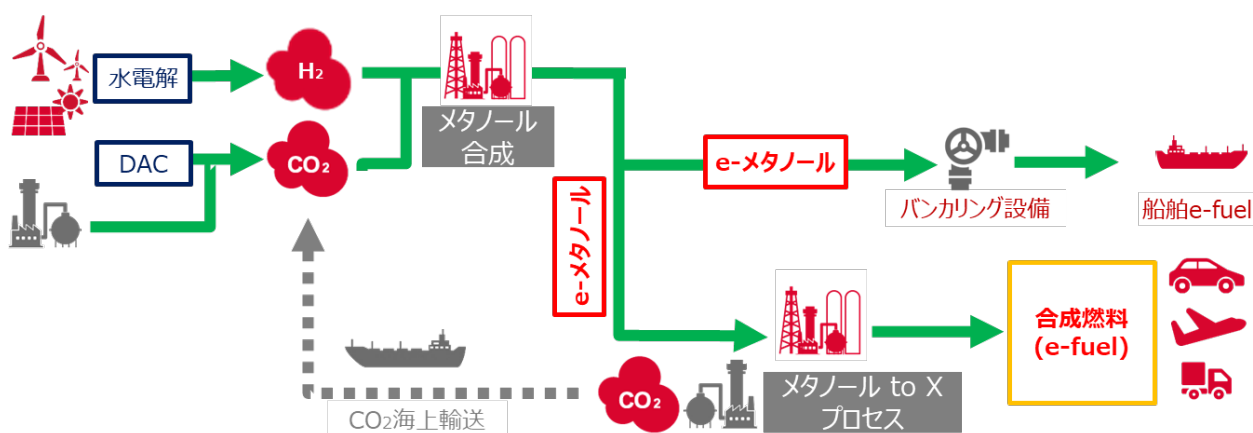 水電解
H2
メタノール
合成
DAC
CO2
e-メタノール
バンカリング設備
船舶e-fuel
e-メタノール
合成燃料
(e-fuel)
CO2
メタノール to X
プロセス
CO2海上輸送